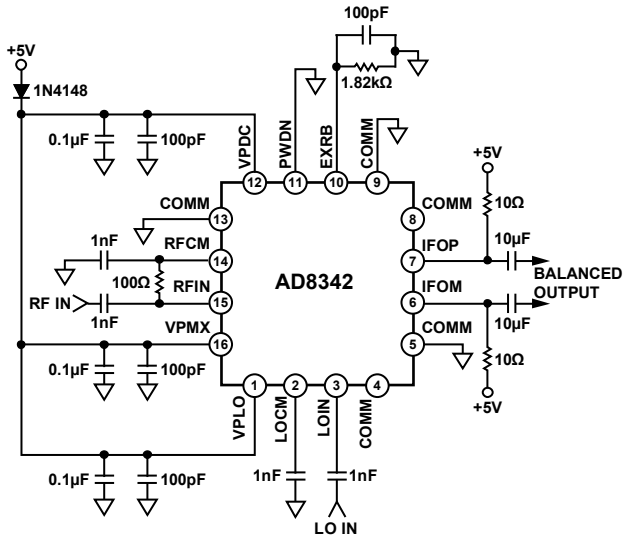 100pF
+5V
1N4148
1.82kΩ
0.1µF
100pF
VPDC
PWDN
EXRB
COMM
+5V
12
11
10
9
COMM
13
8
COMM
10Ω
1nF
RFCM
14
7
IFOP
10µF
100Ω
AD8342
BALANCED
OUTPUT
RF IN
RFIN
15
6
IFOM
1nF
10µF
VPMX
16
5
COMM
0.1µF
100pF
10Ω
1
2
3
4
+5V
VPLO
LOCM
LOIN
COMM
0.1µF
100pF
1nF
1nF
LO IN